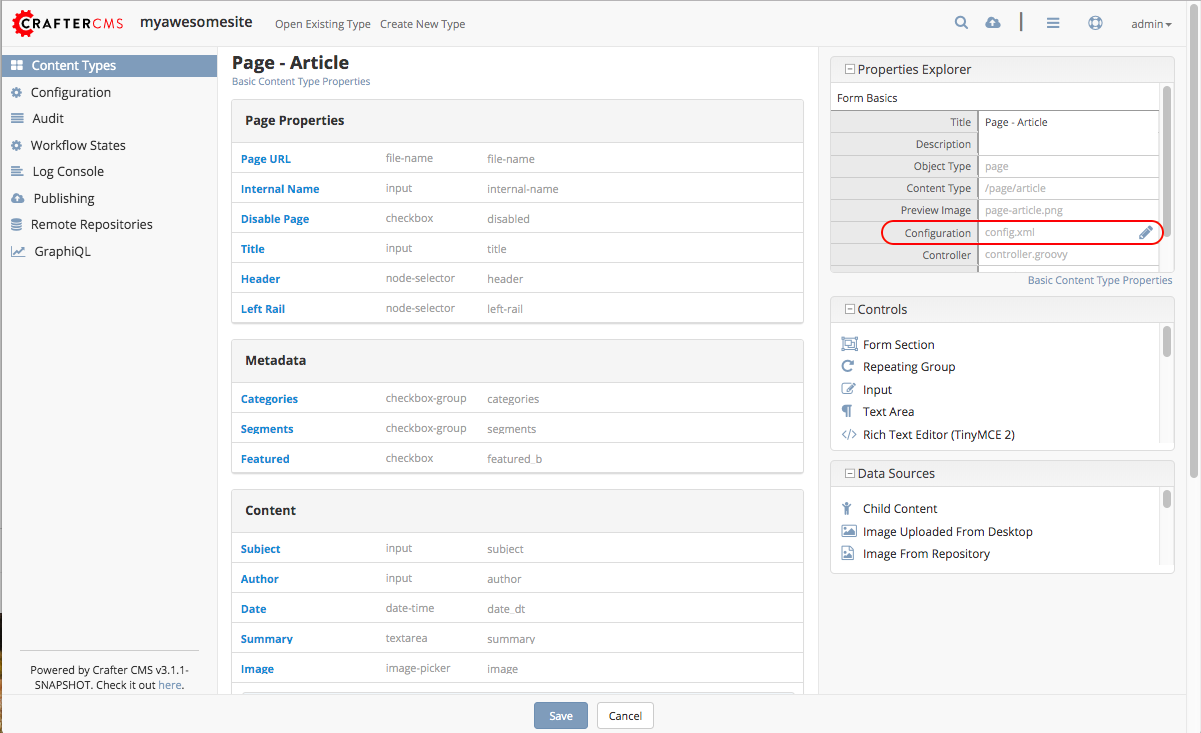 CRAFTERCMS myawesomesite Open Existing Type Create New Type admin
Content Types
Configuration
Audit
Workflow States
Log Console
Publishing
Remote Repositories
GraphiQL
Powered by Crafter CMS v3.1.1-
SNAPSHOT. Check it out here.
Page - Article
Basic Content Type Properties
Page Properties
Page URL file-name file-name
Internal Name input internal-name
Disable Page checkbox disabled
Title input title
Header node-selector header
Left Rail node-selector left-rail
Metadata
Categories checkbox-group categories
Segments checkbox-group segments
Featured checkbox featured_b
Content
Subject input subject
Author input author
Date date-time date_dt
Summary textarea summary
Image image-picker image
Properties Explorer
Form Basics
Title Page - Article
Description
Object Type page
Content Type /page/article
Preview Image page-article.png
Configuration config.xml
Controller controller.groovy
Basic Content Type Properties
Controls
Form Section
Repeating Group
Input
Text Area
Rich Text Editor (TinyMCE 2)
Data Sources
Child Content
Image Uploaded From Desktop
Image From Repository
Save Cancel